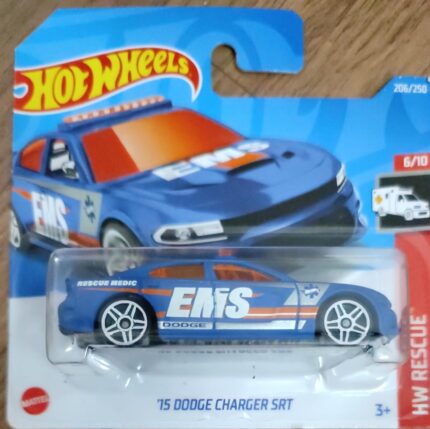 HOT WHEELS
206/250
6/10
EMS
EMS
RESCUE MEDIC
EMS
DODGE
HW RESCUE
MATTEL
'15 DODGE CHARGER SRT
3+